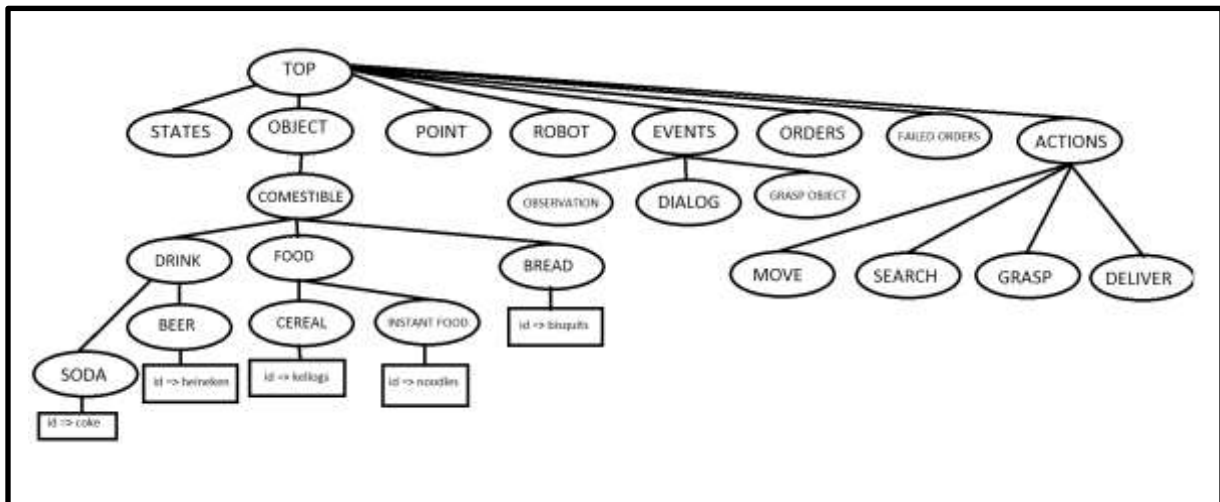 TOP
STATES
OBJECT
POINT
ROBOT
EVENTS
ORDERS
FAILED ORDERS
ACTIONS
COMESTIBLE
OBSERVATION
DIALOG
GRASP OBJECT
DRINK
FOOD
BREAD
MOVE
SEARCH
GRASP
DELIVER
BEER
CEREAL
INSTANT FOOD
id => bisquits
SODA
id => heineken
id => kellogs
id => noodles
id => coke